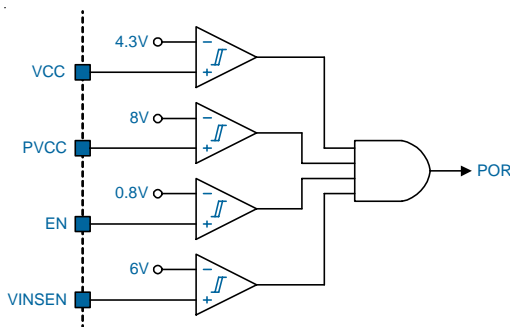 4.3V
VCC
8V
PVCC
POR
0.8V
EN
6V
VINSEN